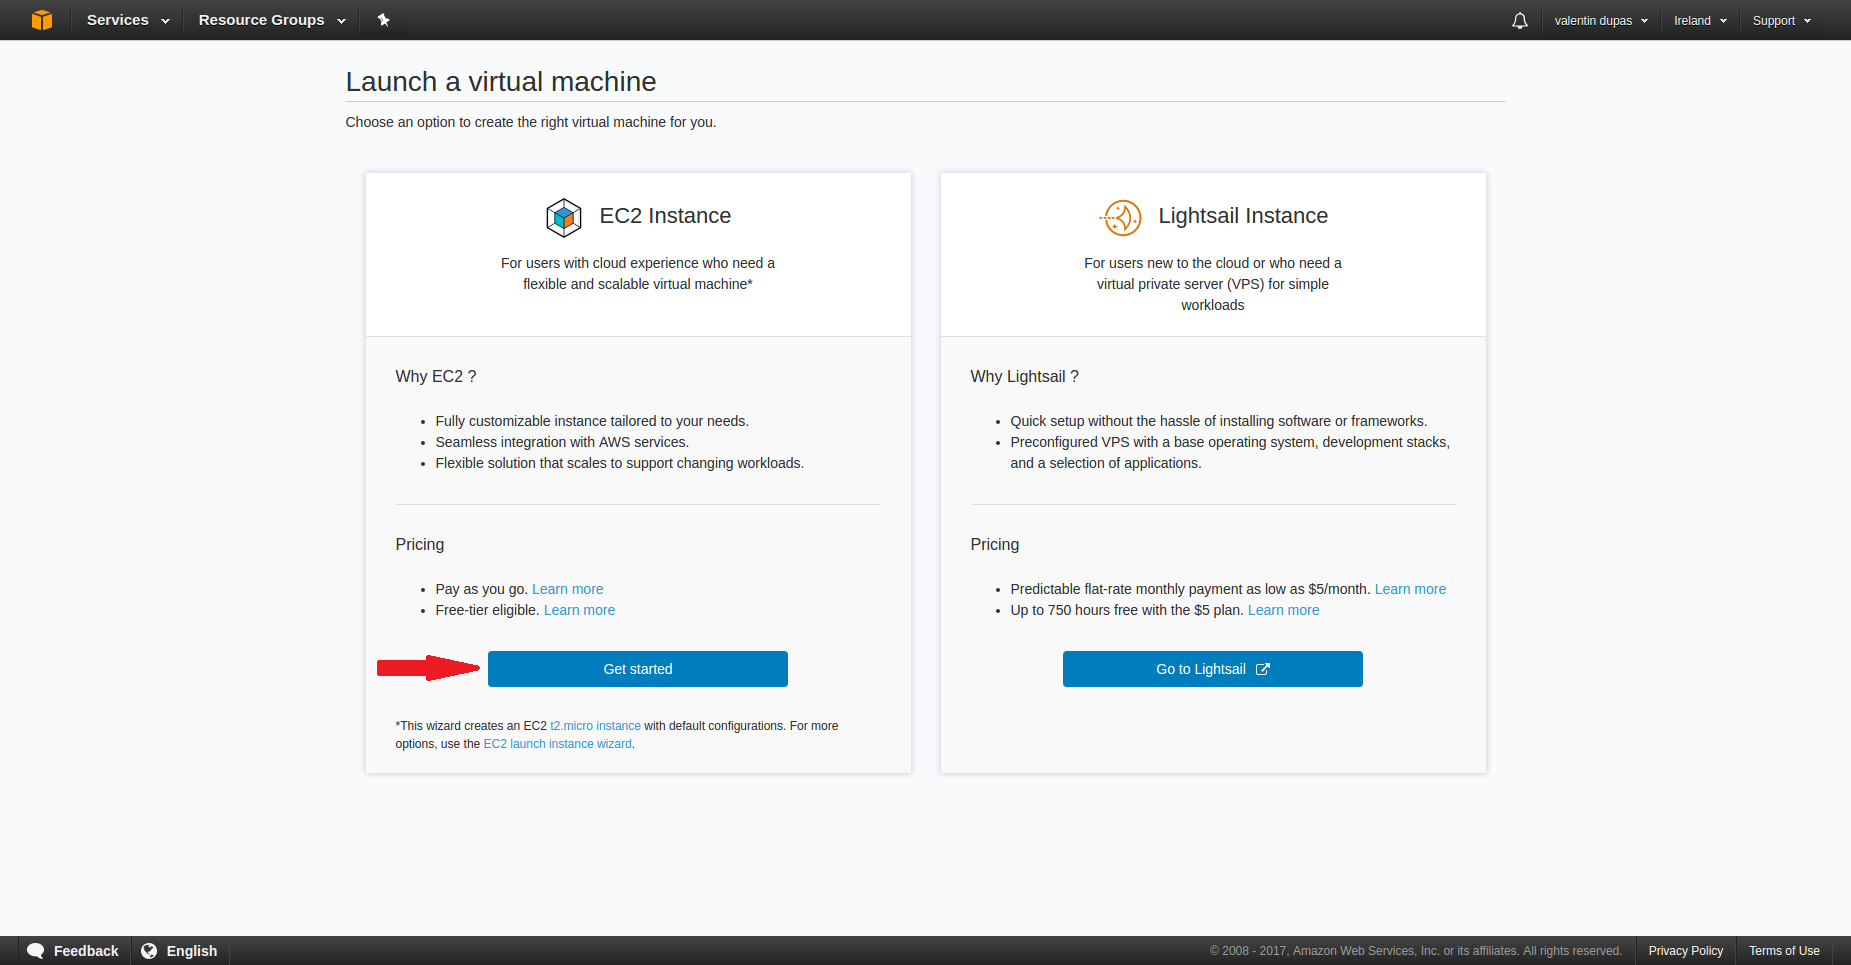 Services Resource Groups valentin dupas Ireland Support
Launch a virtual machine
Choose an option to create the right virtual machine for you.
EC2 Instance
For users with cloud experience who need a
flexible and scalable virtual machine*
Why EC2 ?
Fully customizable instance tailored to your needs.
Seamless integration with AWS services.
Flexible solution that scales to support changing workloads.
Pricing
Pay as you go. Learn more
Free-tier eligible. Learn more
Get started
*This wizard creates an EC2 t2.micro instance with default configurations. For more
options, use the EC2 launch instance wizard.
Lightsail Instance
For users new to the cloud or who need a
virtual private server (VPS) for simple
workloads
Why Lightsail ?
Quick setup without the hassle of installing software or frameworks.
Preconfigured VPS with a base operating system, development stacks,
and a selection of applications.
Pricing
Predictable flat-rate monthly payment as low as $5/month. Learn more
Up to 750 hours free with the $5 plan. Learn more
Go to Lightsail
Feedback English © 2008 - 2017, Amazon Web Services, Inc. or its affiliates. All rights reserved. Privacy Policy Terms of Use